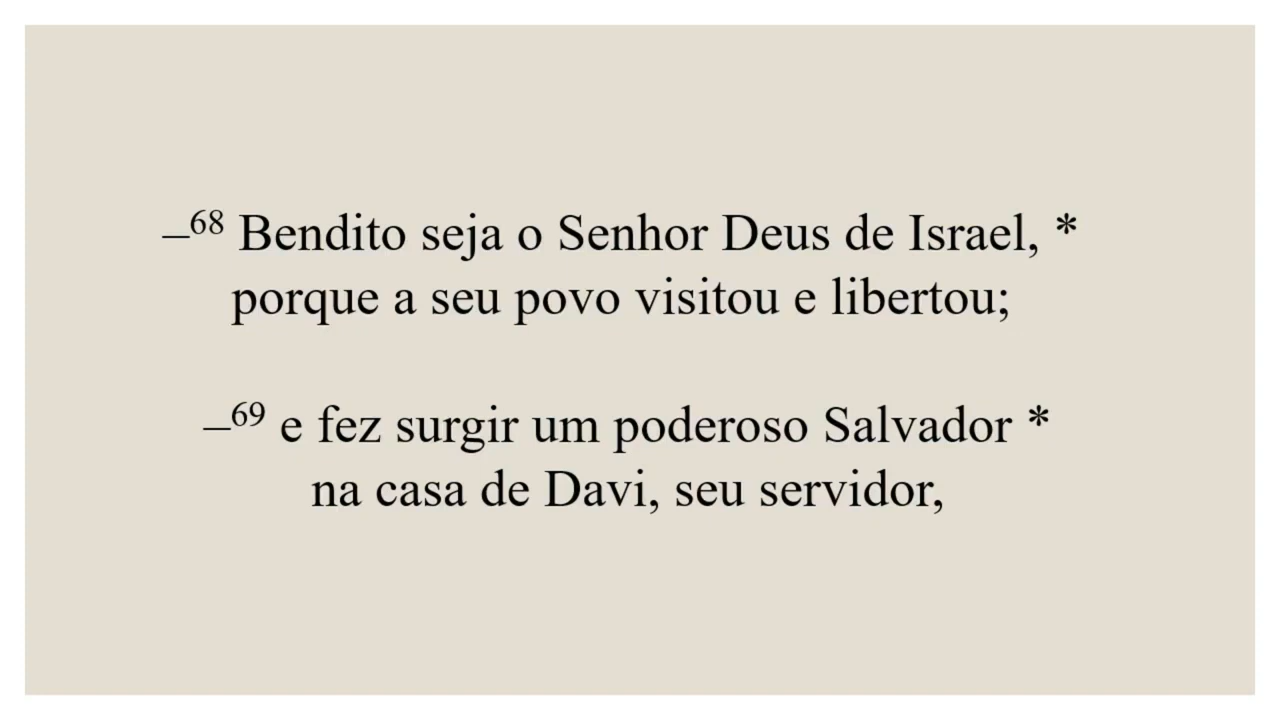 –⁶⁸ Bendito seja o Senhor Deus de Israel, *
porque a seu povo visitou e libertou;
–⁶⁹ e fez surgir um poderoso Salvador *
na casa de Davi, seu servidor,